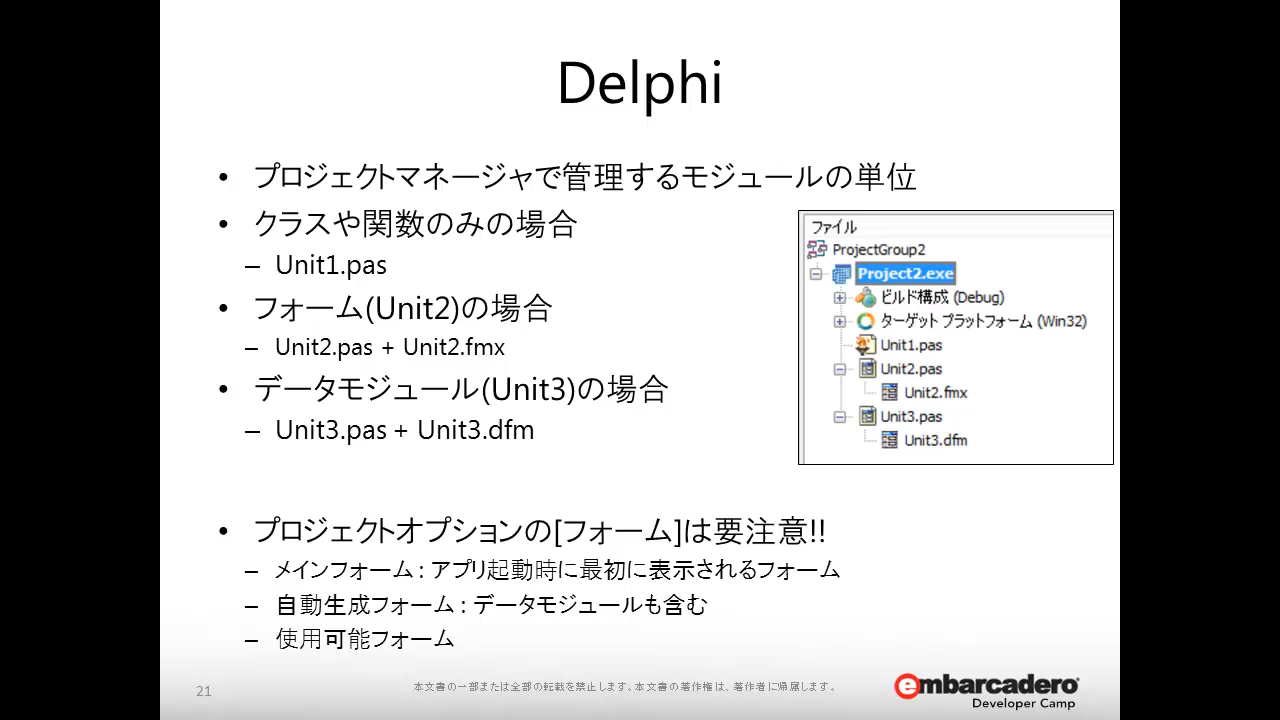 Delphi
• プロジェクトマネージャで管理するモジュールの単位
• クラスや関数のみの場合
– Unit1.pas
• フォーム(Unit2)の場合
– Unit2.pas + Unit2.fmx
• データモジュール(Unit3)の場合
– Unit3.pas + Unit3.dfm
ファイル
ProjectGroup2
Project2.exe
ビルド構成 (Debug)
ターゲット プラットフォーム (Win32)
Unit1.pas
Unit2.pas
Unit2.fmx
Unit3.pas
Unit3.dfm
• プロジェクトオプションの[フォーム]は要注意!!
– メインフォーム : アプリ起動時に最初に表示されるフォーム
– 自動生成フォーム : データモジュールも含む
– 使用可能フォーム
21
本文書の一部または全部の転載を禁止します。本文書の著作権は、著作者に帰属します。
embarcadero
Developer Camp